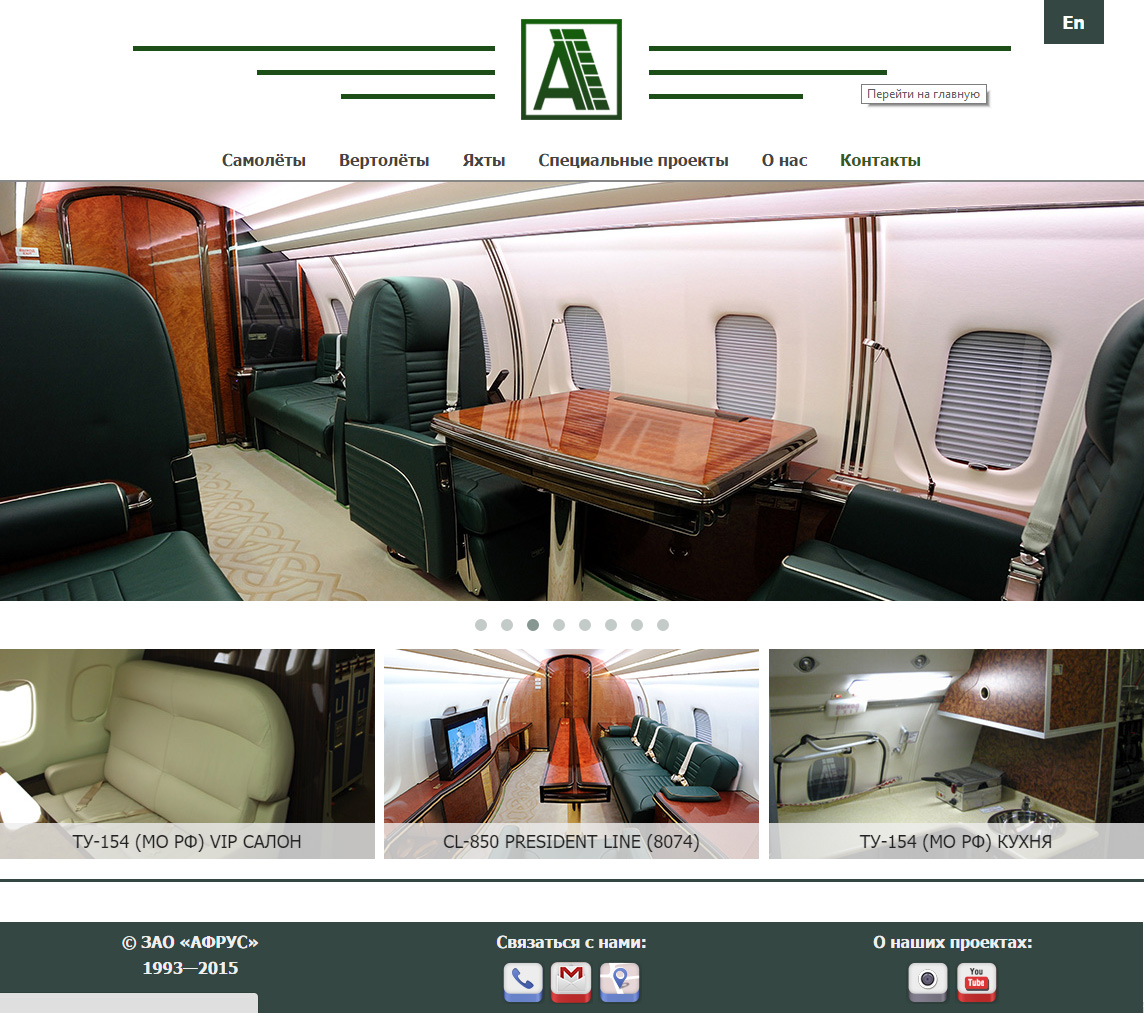 En
Перейти на главную
Самолёты Вертолёты Яхты Специальные проекты О нас Контакты
ТУ-154 (МО РФ) VIP САЛОН
CL-850 PRESIDENT LINE (8074)
ТУ-154 (МО РФ) КУХНЯ
© ЗАО «АФРУС»
1993—2015
Связаться с нами:
О наших проектах:
You
Tube